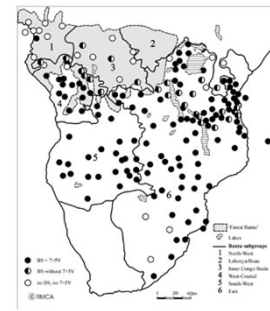 1
2
3
4
5
6
'Forest Bantu'
Lakes
Bantu subgroups
1 North-West
2 Leboya/Boan
3 Inner Congo Basin
4 West Coastal
5 South-West
6 East
BS + 7>5V
BS without 7>5V
no BS, no 7>5V
© RMCA